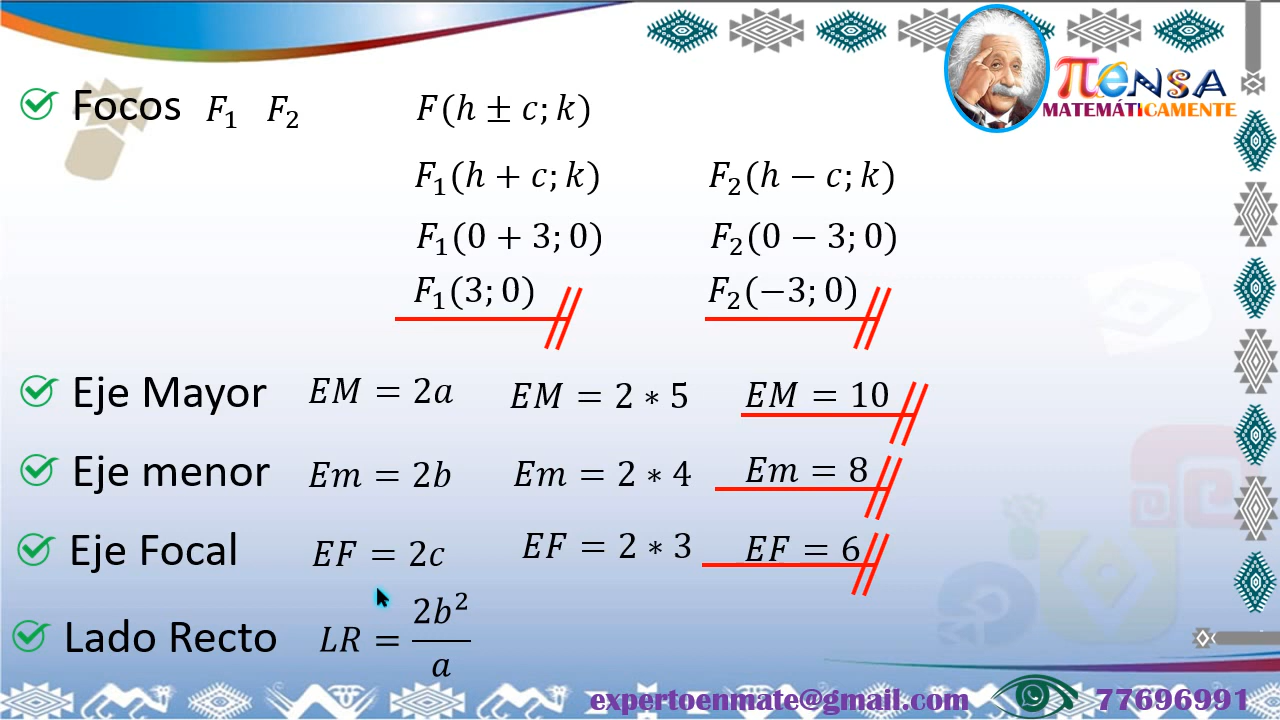 πENSA
MATEMÁTICAMENTE
Focos F₁ F₂ F(h ± c; k)
F₁(h + c; k) F₂(h − c; k)
F₁(0 + 3; 0) F₂(0 − 3; 0)
F₁(3; 0) F₂(−3; 0)
Eje Mayor EM = 2a EM = 2 ∗ 5 EM = 10
Eje menor Em = 2b Em = 2 ∗ 4 Em = 8
Eje Focal EF = 2c EF = 2 ∗ 3 EF = 6
Lado Recto LR = 2b²/a
expertoenmate@gmail.com 77696991